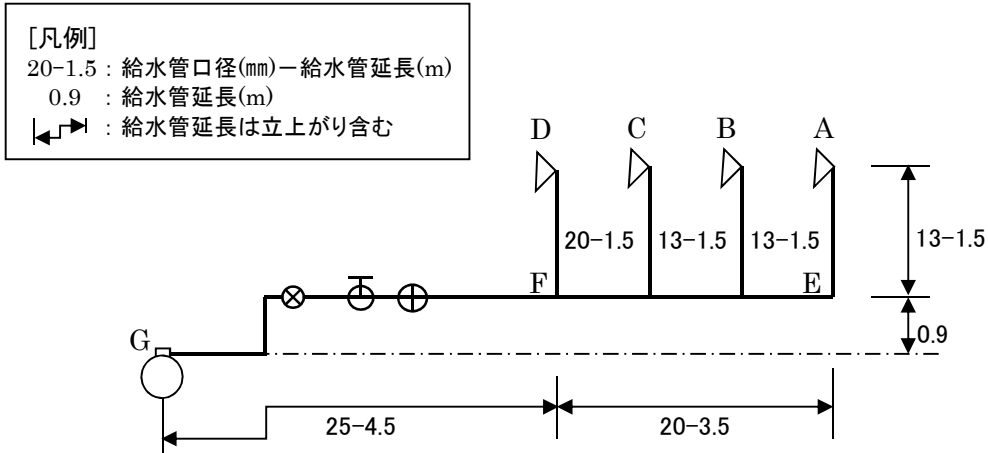 [凡例]
20-1.5 : 給水管口径(㎜)－給水管延長(m)
0.9 : 給水管延長(m)
: 給水管延長は立上がり含む
D C B A
20-1.5 13-1.5 13-1.5 13-1.5
F E
G
0.9
25-4.5 20-3.5